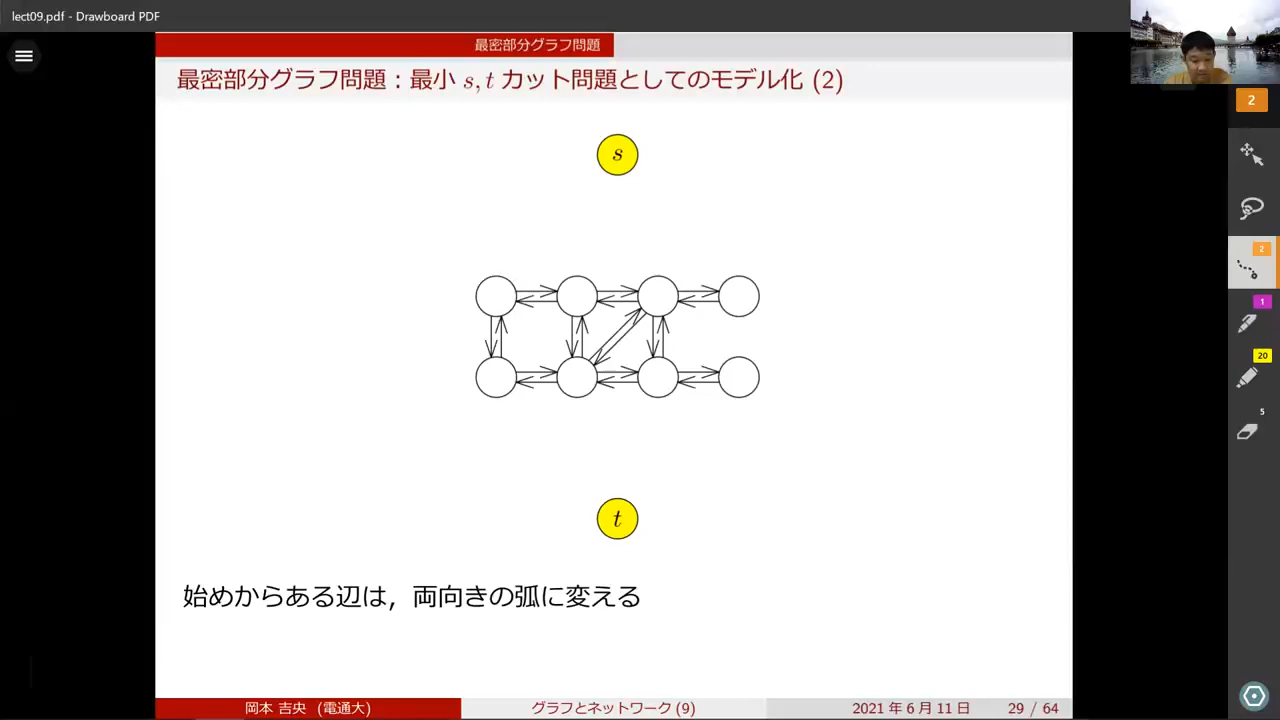 lect09.pdf - Drawboard PDF
最密部分グラフ問題
最密部分グラフ問題：最小 s, t カット問題としてのモデル化 (2)
s
t
始めからある辺は，両向きの弧に変える
岡本 吉央 (電通大)
グラフとネットワーク (9)
2021 年 6 月 11 日
29 / 64
2
2
1
20
5